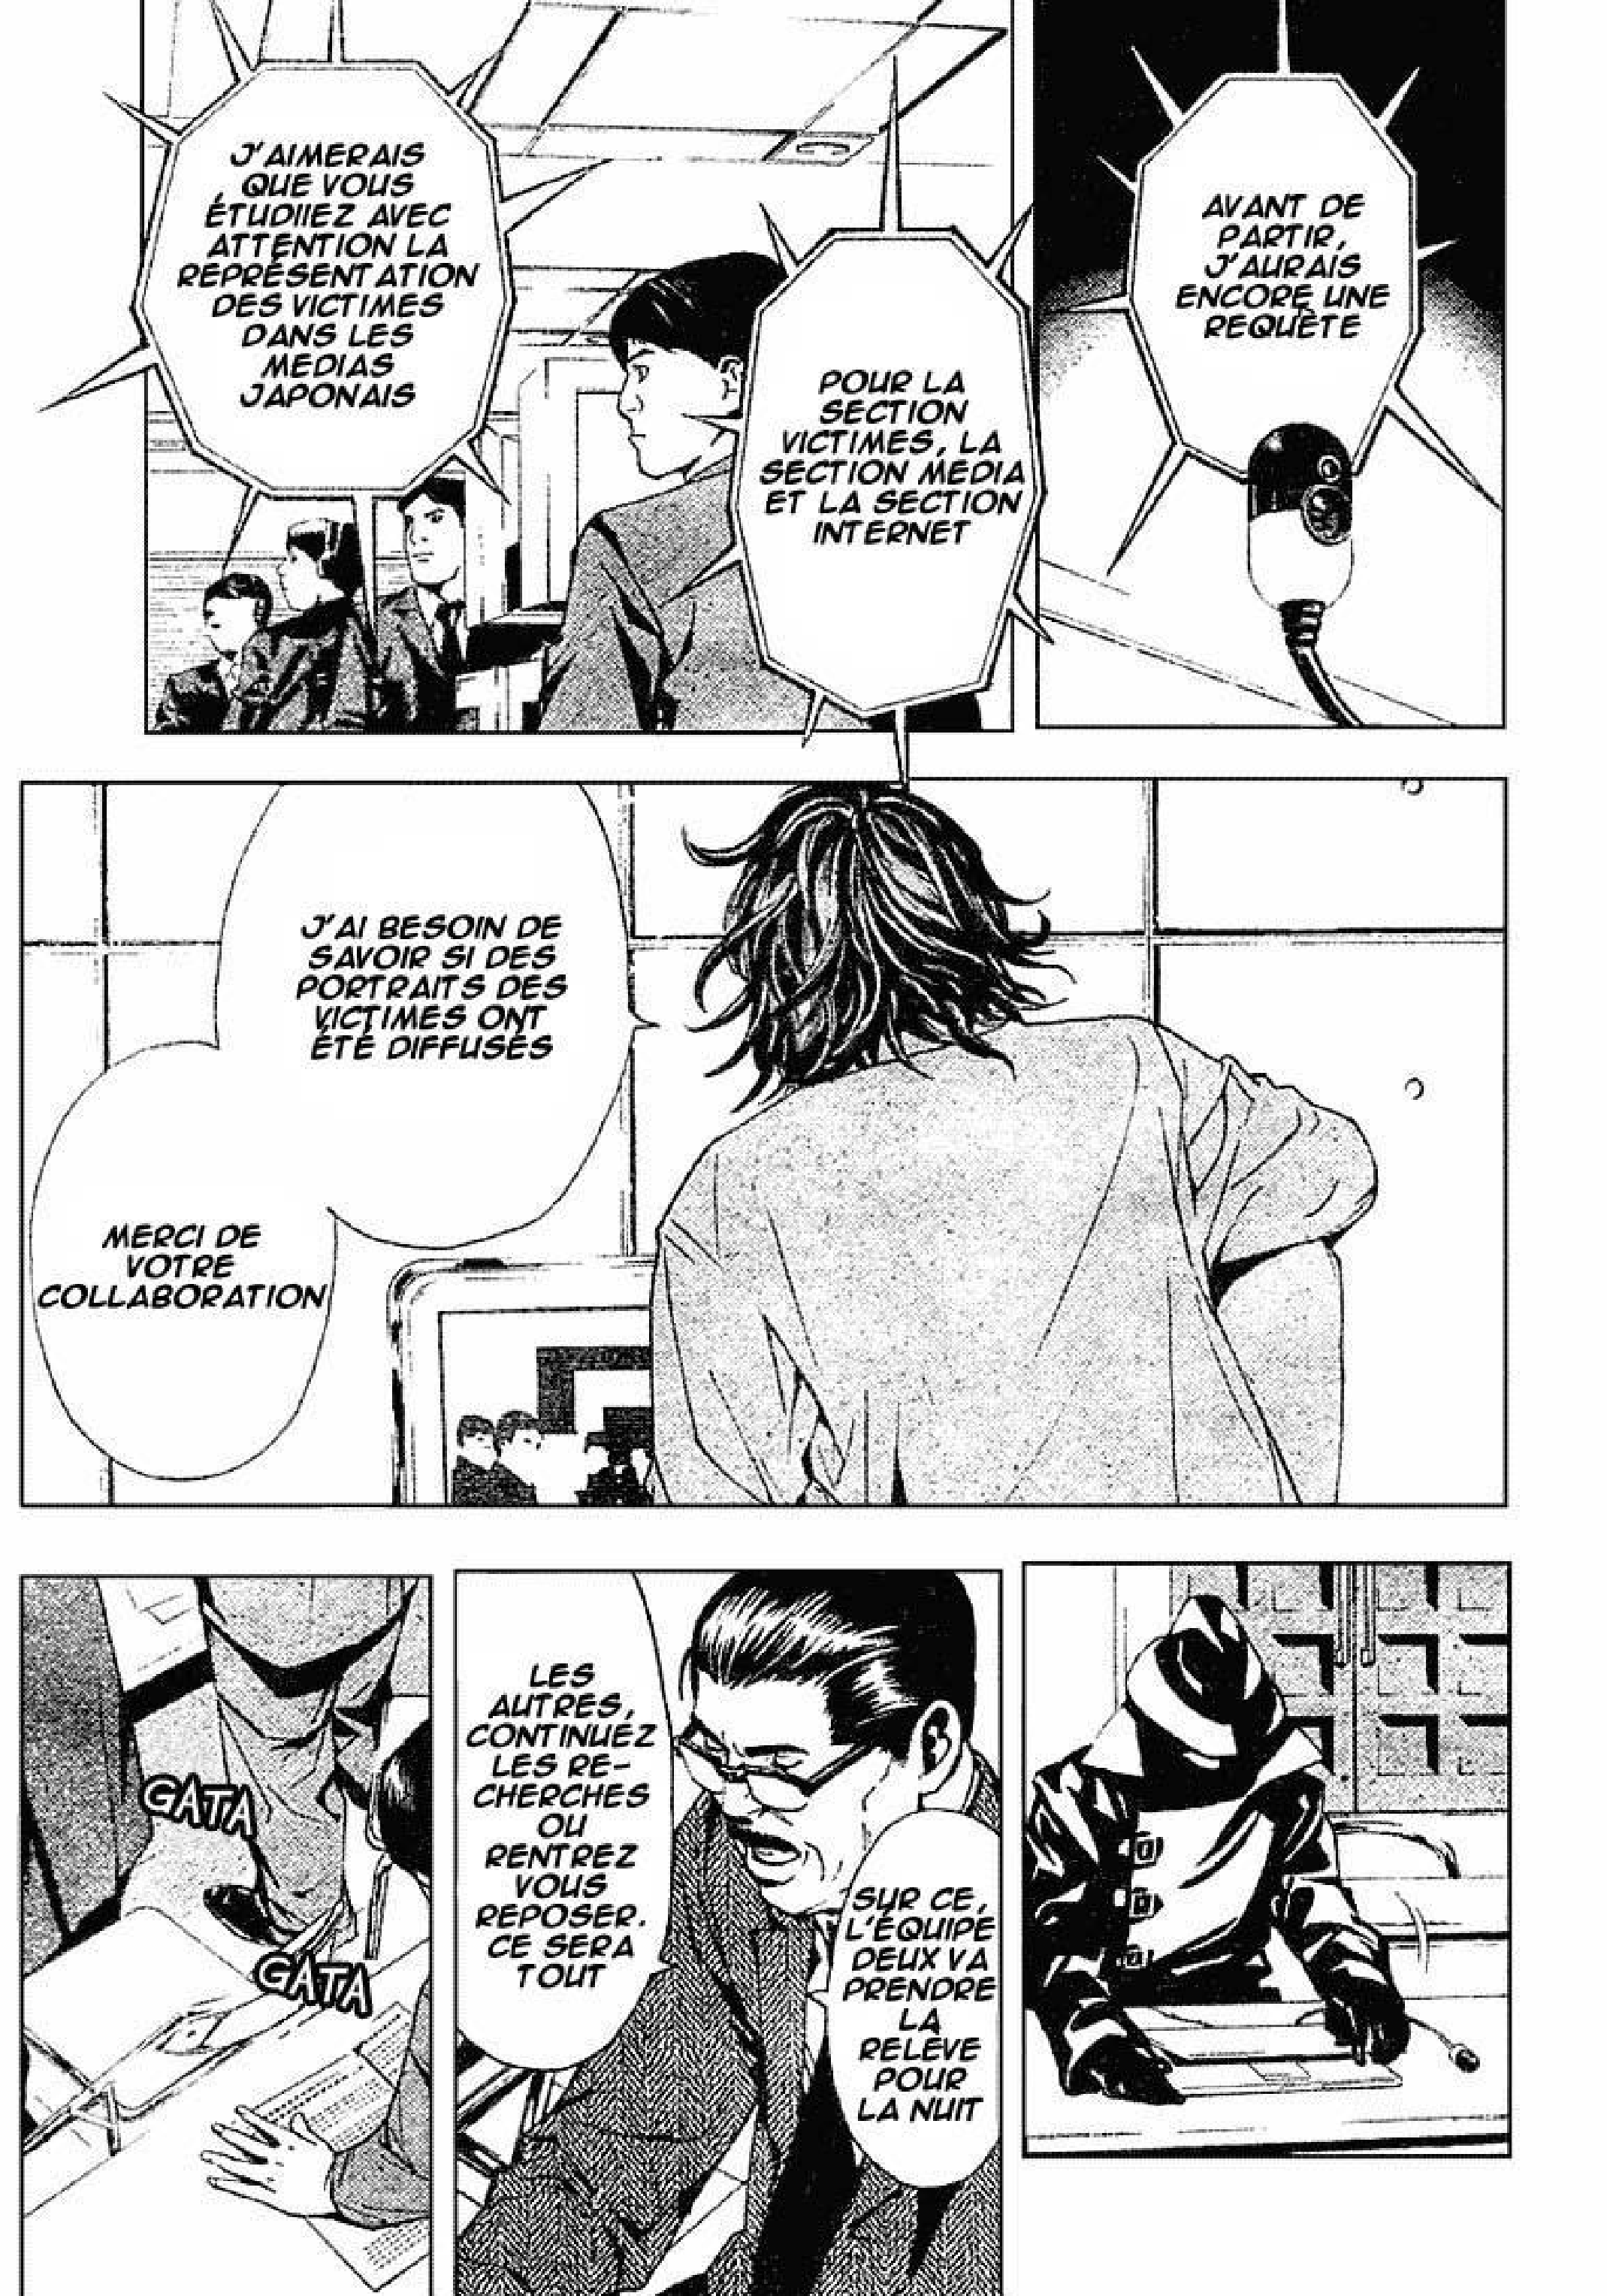 AVANT DE
PARTIR,
J'AURAIS
ENCORE UNE
REQUÊTE
POUR LA
SECTION
VICTIMES, LA
SECTION MEDIA
ET LA SECTION
INTERNET
J'AIMERAIS
QUE VOUS
ÉTUDIIEZ AVEC
ATTENTION LA
REPRÉSENTATION
DES VICTIMES
DANS LES
MEDIAS
JAPONAIS
J'AI BESOIN DE
SAVOIR SI DES
PORTRAITS DES
VICTIMES ONT
ÉTÉ DIFFUSÉS
MERCI DE
VOTRE
COLLABORATION
SUR CE,
L'ÉQUIPE
DEUX VA
PRENDRE
LA
RELÈVE
POUR
LA NUIT
LES
AUTRES,
CONTINUEZ
LES RE-
CHERCHES
OU
RENTREZ
VOUS
REPOSER.
CE SERA
TOUT
GATA
GATA